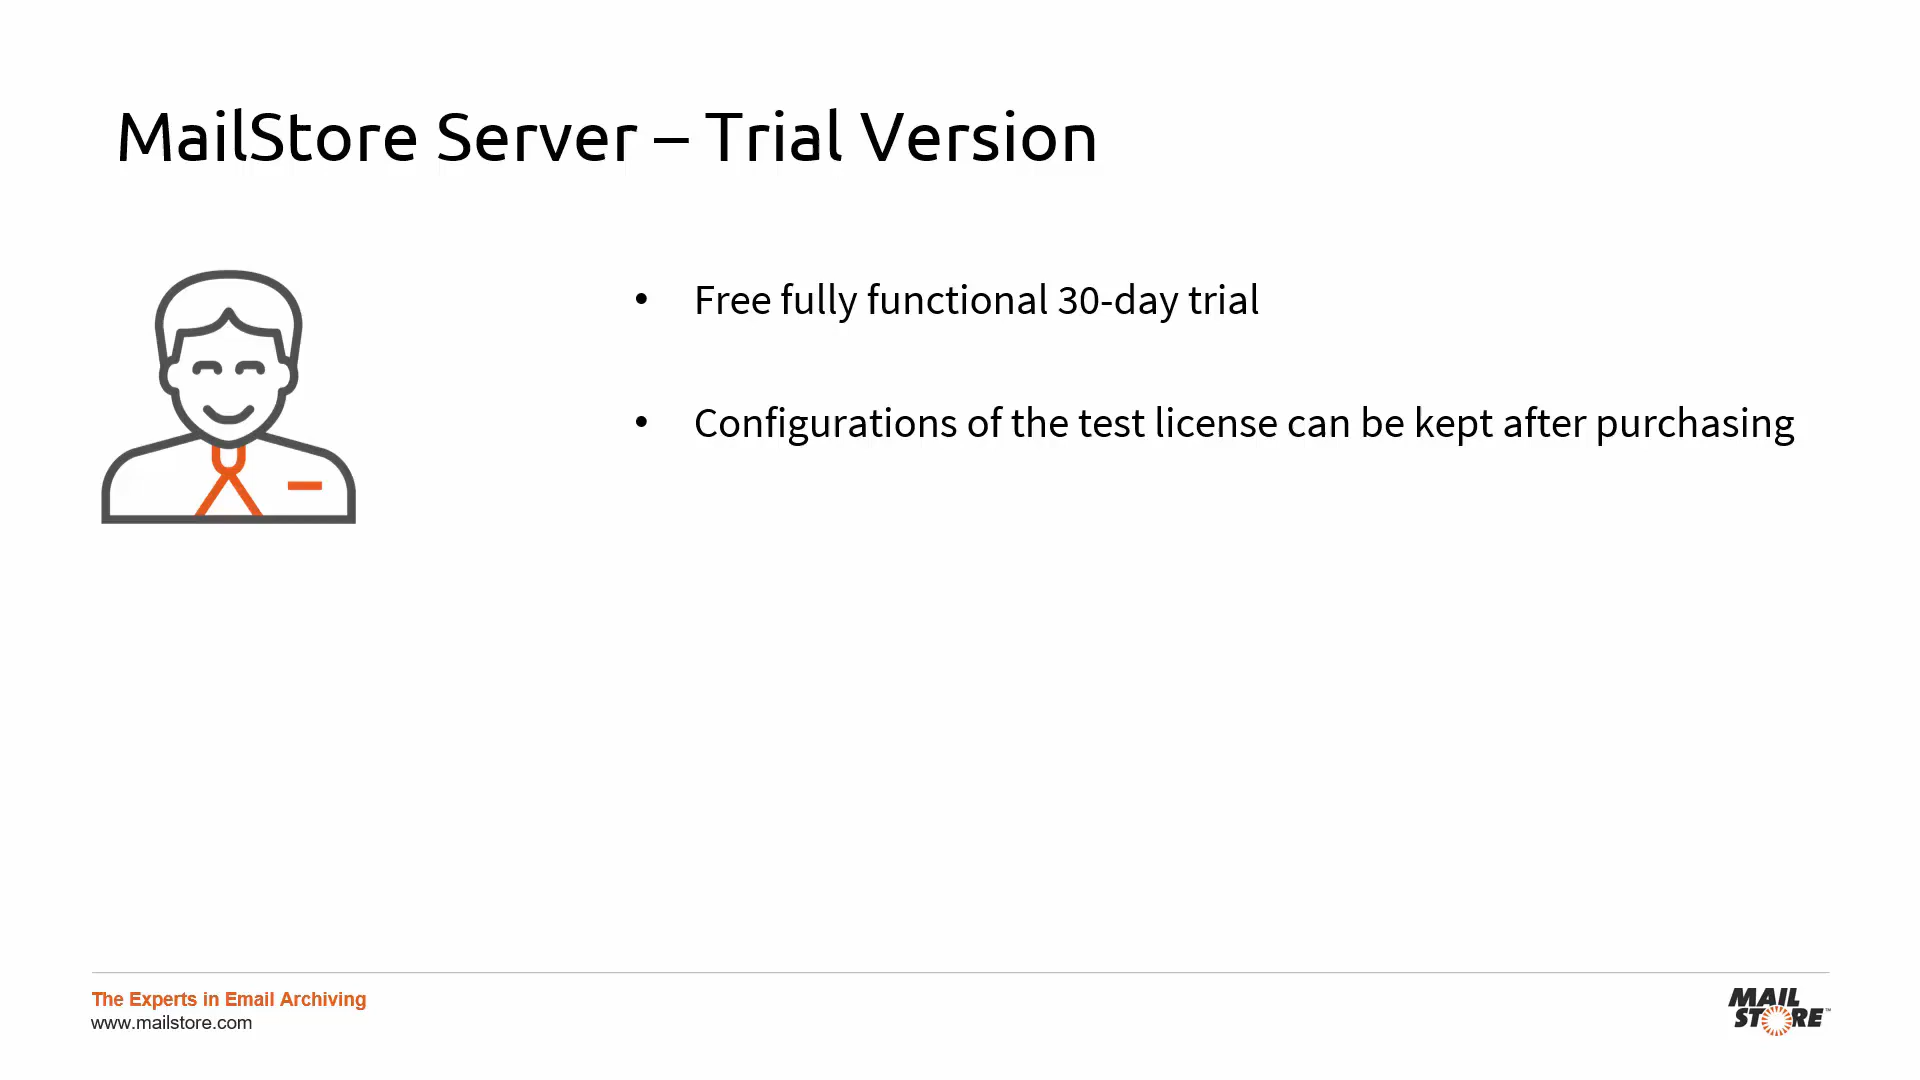 MailStore Server – Trial Version
• Free fully functional 30-day trial
• Configurations of the test license can be kept after purchasing
The Experts in Email Archiving
www.mailstore.com
MAIL
STORE™